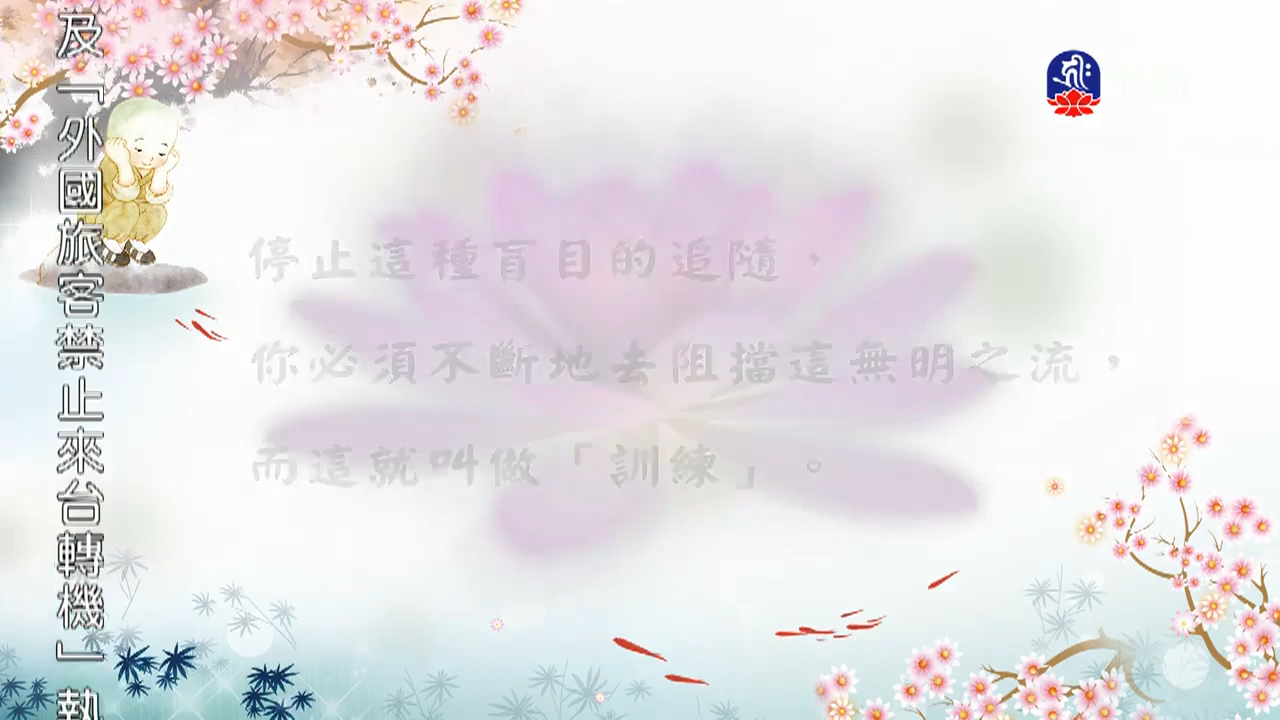 及「外國旅客禁止來台轉機」執
停止這種盲目的追隨，
你必須不斷地去阻擋這無明之流，
而這就叫做「訓練」。